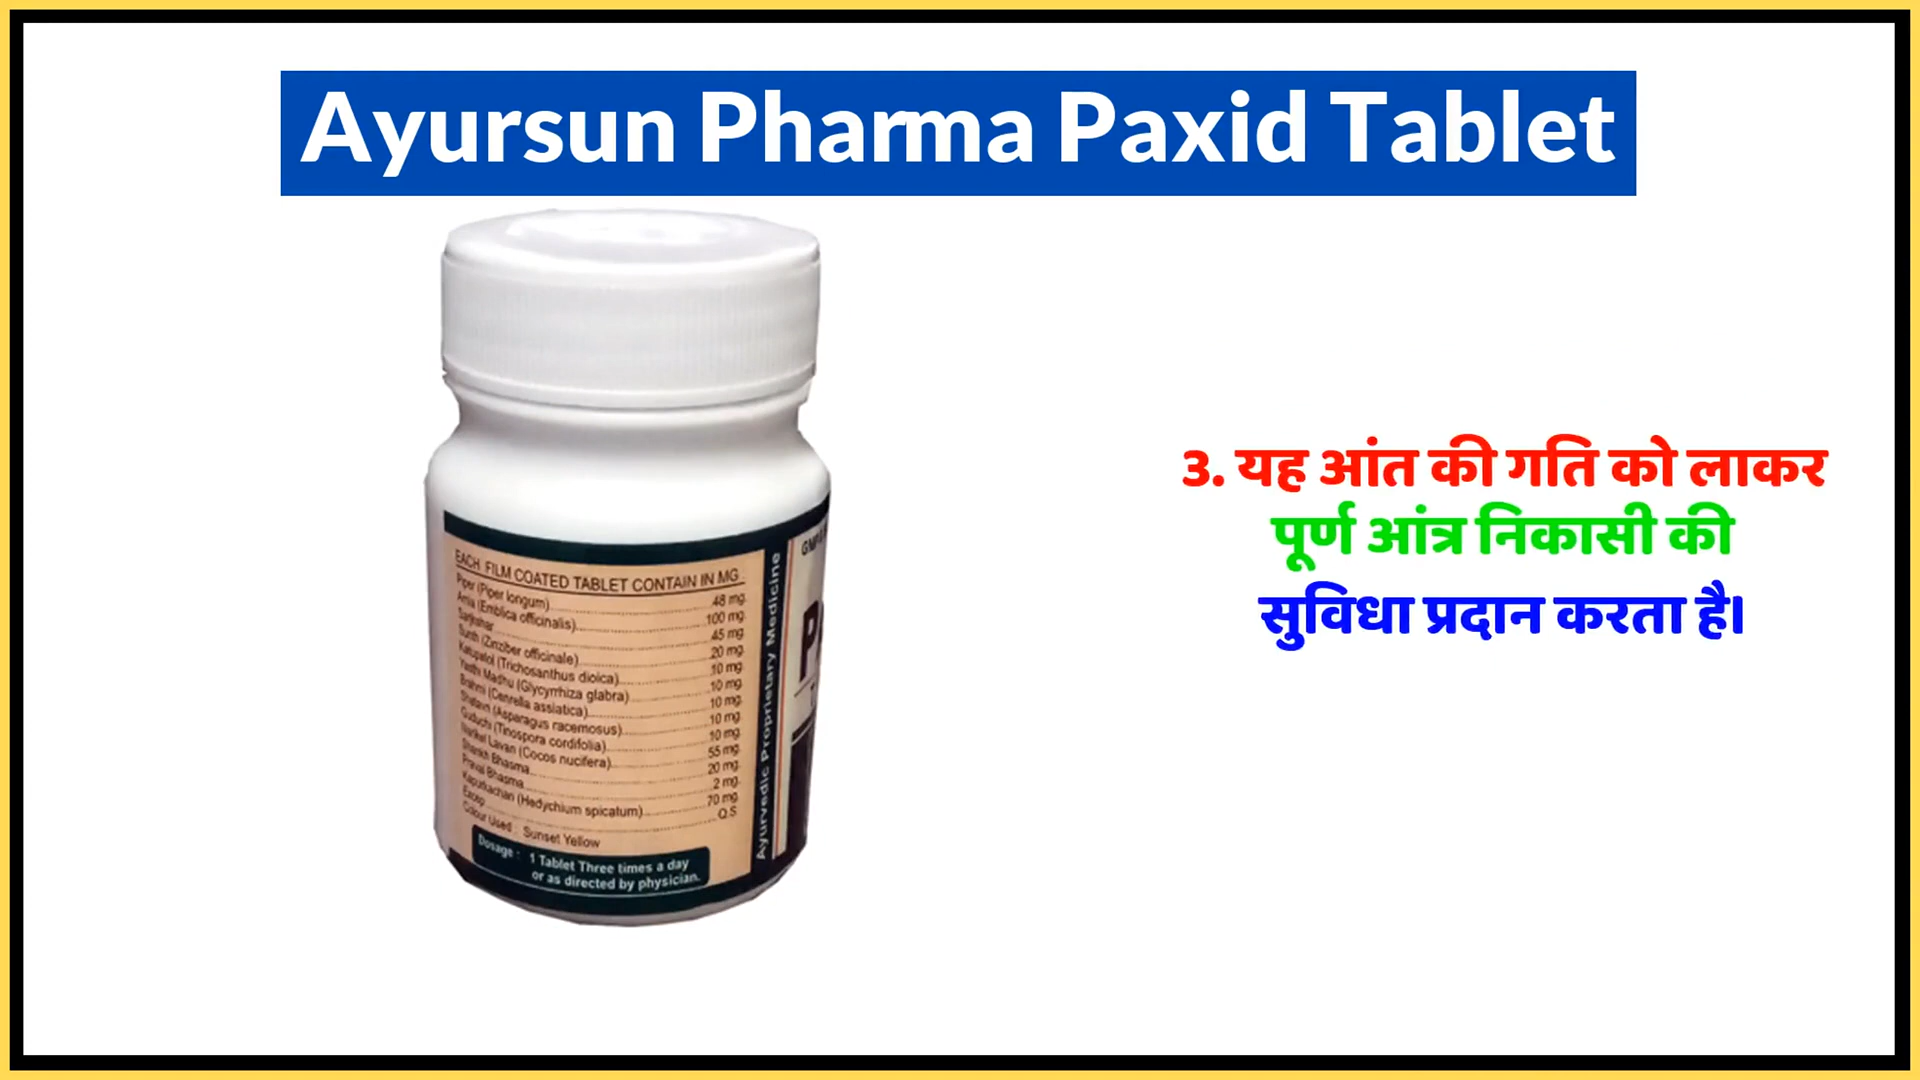 Ayursun Pharma Paxid Tablet
EACH FILM COATED TABLET CONTAIN IN MG.
Piper (Piper longum) 48 mg.
Amla (Emblica officinalis) 100 mg.
Sarjikshar 45 mg
Sunth (Zinziber officinale) 20 mg.
Katupatol (Trichosanthus dioica) 10 mg.
Yasthi Madhu (Glycyrrhiza glabra) 10 mg.
Brahmi (Cenrella assiatica) 10 mg.
Shatavri (Asparagus racemosus) 10 mg.
Guduchi (Tinospora cordifolia) 10 mg.
Narikel Lavan (Cocos nucifera) 55 mg.
Shankh Bhasma 20 mg.
Praval Bhasma 2 mg.
Kapurkachari (Hedychium spicatum) 70 mg.
Excep Q.S.
Colour Used : Sunset Yellow
Dosage : 1 Tablet Three times a day
or as directed by physician.
Ayurvedic Proprietary Medicine
3. यह आंत की गति को लाकर
पूर्ण आंत्र निकासी की
सुविधा प्रदान करता है।